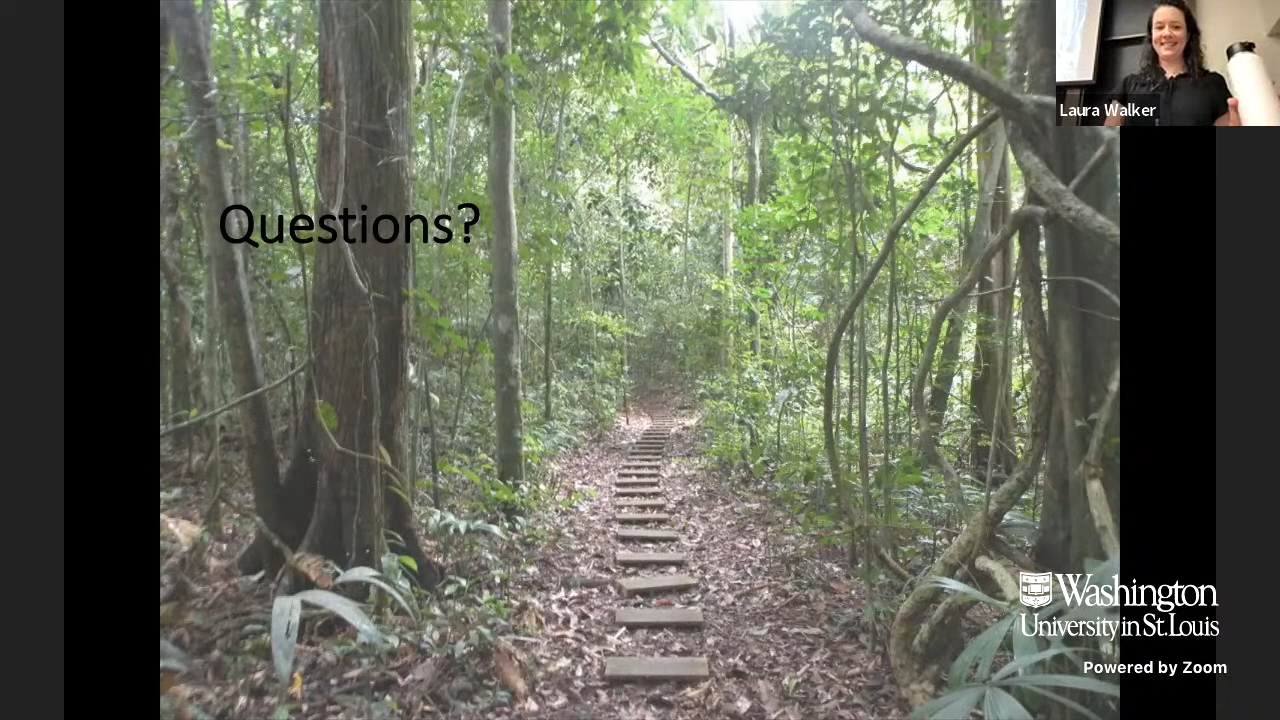 Laura Walker
Questions?
Washington
University in St. Louis
Powered by Zoom